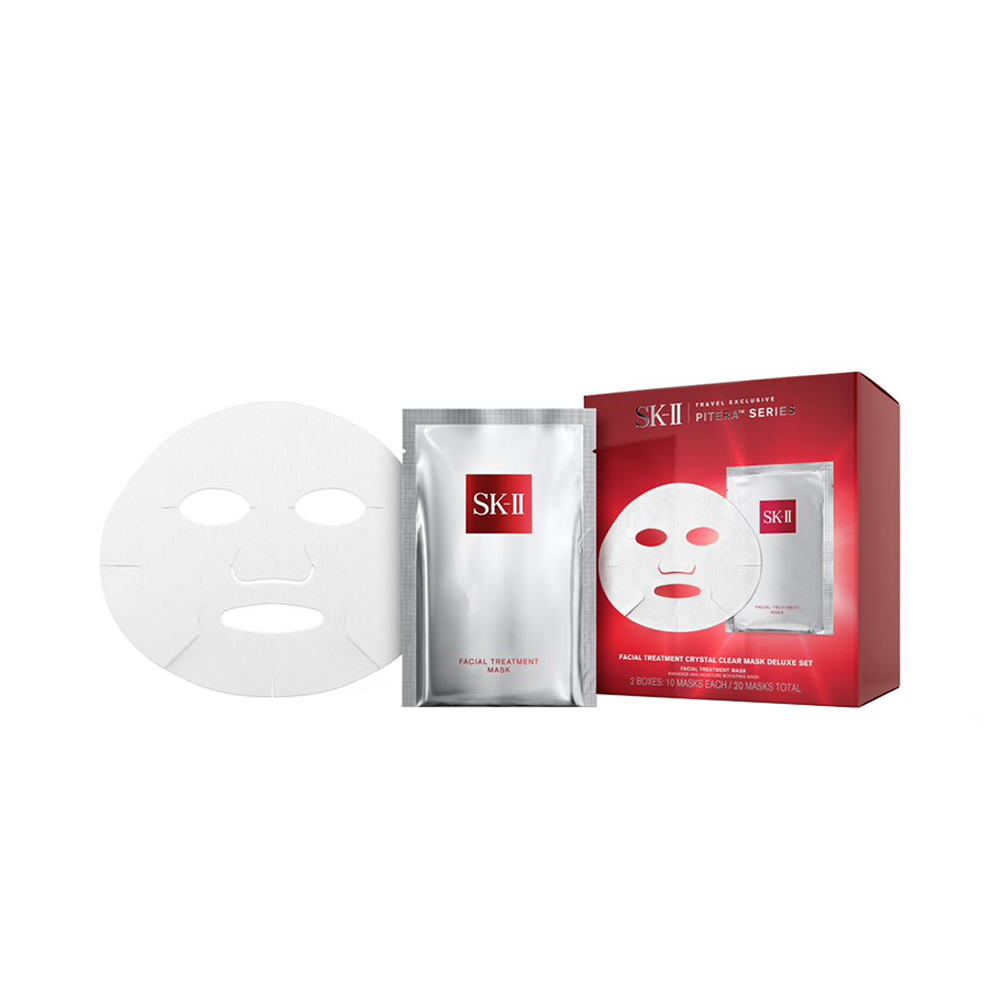 SK-II
FACIAL TREATMENT
MASK
SK-II
TRAVEL EXCLUSIVE
PITERA™ SERIES
SK-II
FACIAL TREATMENT
MASK
FACIAL TREATMENT CRYSTAL CLEAR MASK DELUXE SET
FACIAL TREATMENT MASK
RADIANCE AND MOISTURE BOOSTING MASK
2 BOXES: 10 MASKS EACH / 20 MASKS TOTAL